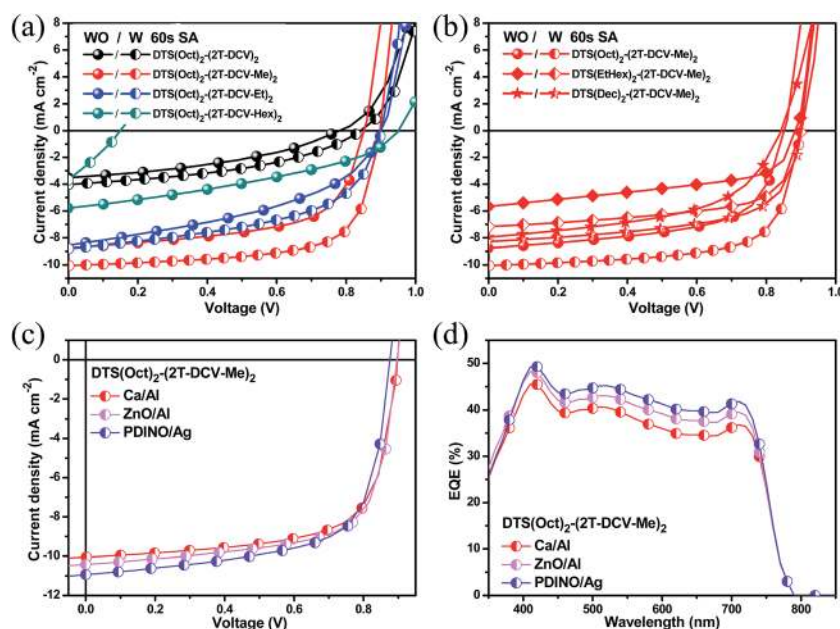 (a)
WO / W 60s SA
DTS(Oct)2-(2T-DCV)2
DTS(Oct)2-(2T-DCV-Me)2
DTS(Oct)2-(2T-DCV-Et)2
DTS(Oct)2-(2T-DCV-Hex)2
8
6
4
2
0
-2
-4
-6
-8
-10
Current density (mA cm-2)
0.0 0.2 0.4 0.6 0.8 1.0
Voltage (V)
(b)
WO / W 60s SA
DTS(Oct)2-(2T-DCV-Me)2
DTS(EtHex)2-(2T-DCV-Me)2
DTS(Dec)2-(2T-DCV-Me)2
8
6
4
2
0
-2
-4
-6
-8
-10
Current density (mA cm-2)
0.0 0.2 0.4 0.6 0.8 1.0
Voltage (V)
(c)
DTS(Oct)2-(2T-DCV-Me)2
Ca/Al
ZnO/Al
PDINO/Ag
0
-2
-4
-6
-8
-10
-12
Current density (mA cm-2)
0.0 0.2 0.4 0.6 0.8
Voltage (V)
(d)
60
50
40
30
20
10
0
EQE (%)
DTS(Oct)2-(2T-DCV-Me)2
Ca/Al
ZnO/Al
PDINO/Ag
400 500 600 700 800
Wavelength (nm)